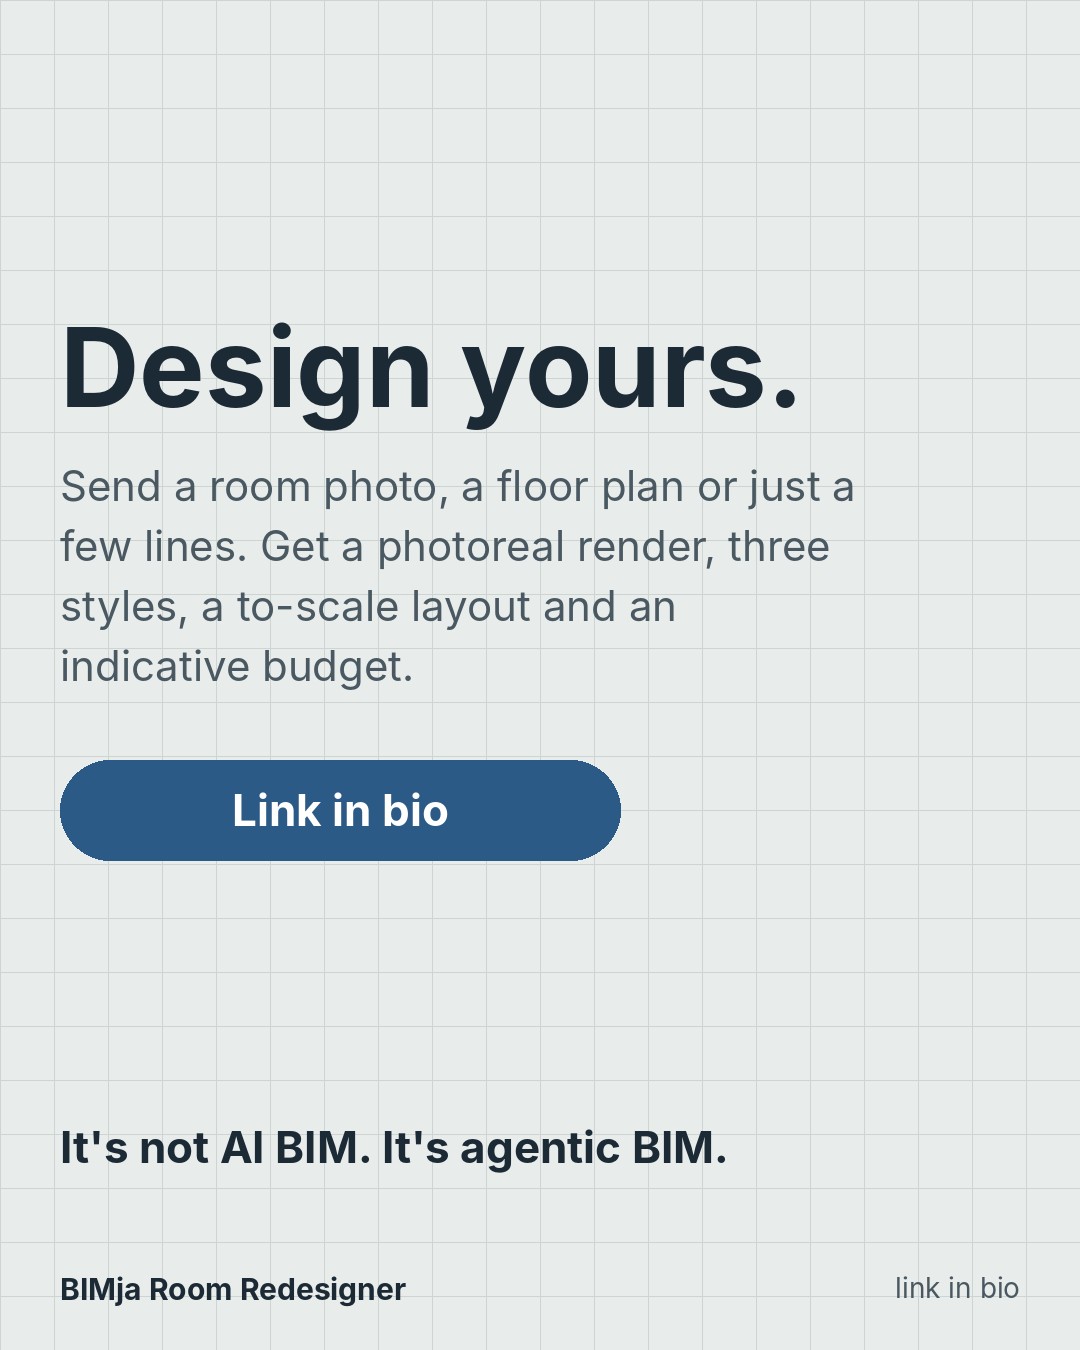 Design yours.
Send a room photo, a floor plan or just a
few lines. Get a photoreal render, three
styles, a to-scale layout and an
indicative budget.
Link in bio
It's not AI BIM. It's agentic BIM.
BIMja Room Redesigner
link in bio